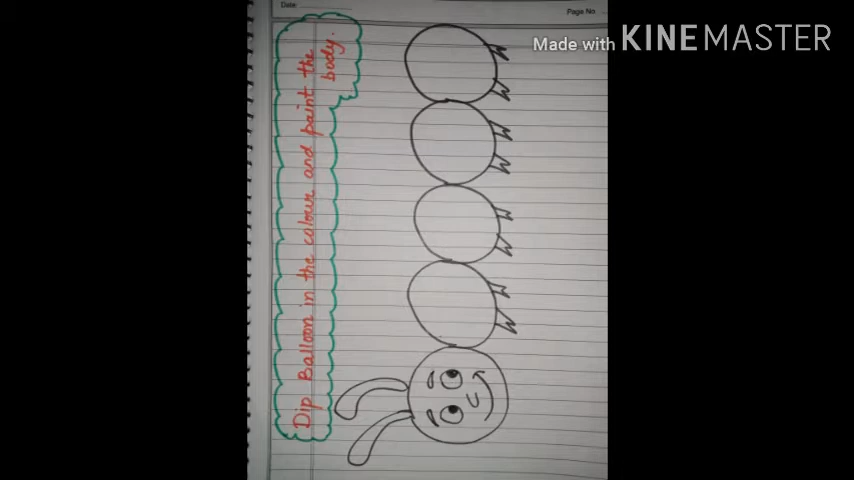 Date:
Page No
Made with KINEMASTER
Dip Balloon in the colour and paint the
body.